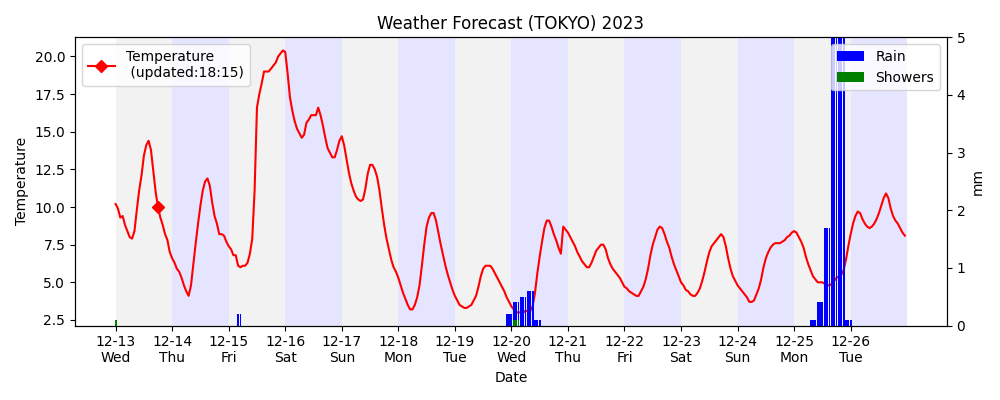 Weather Forecast (TOKYO) 2023
Temperature
(updated:18:15)
Rain
Showers
Temperature
20.0
17.5
15.0
12.5
10.0
7.5
5.0
2.5
5
4
3
2
1
0
mm
12-13 12-14 12-15 12-16 12-17 12-18 12-19 12-20 12-21 12-22 12-23 12-24 12-25 12-26
Wed Thu Fri Sat Sun Mon Tue Wed Thu Fri Sat Sun Mon Tue
Date